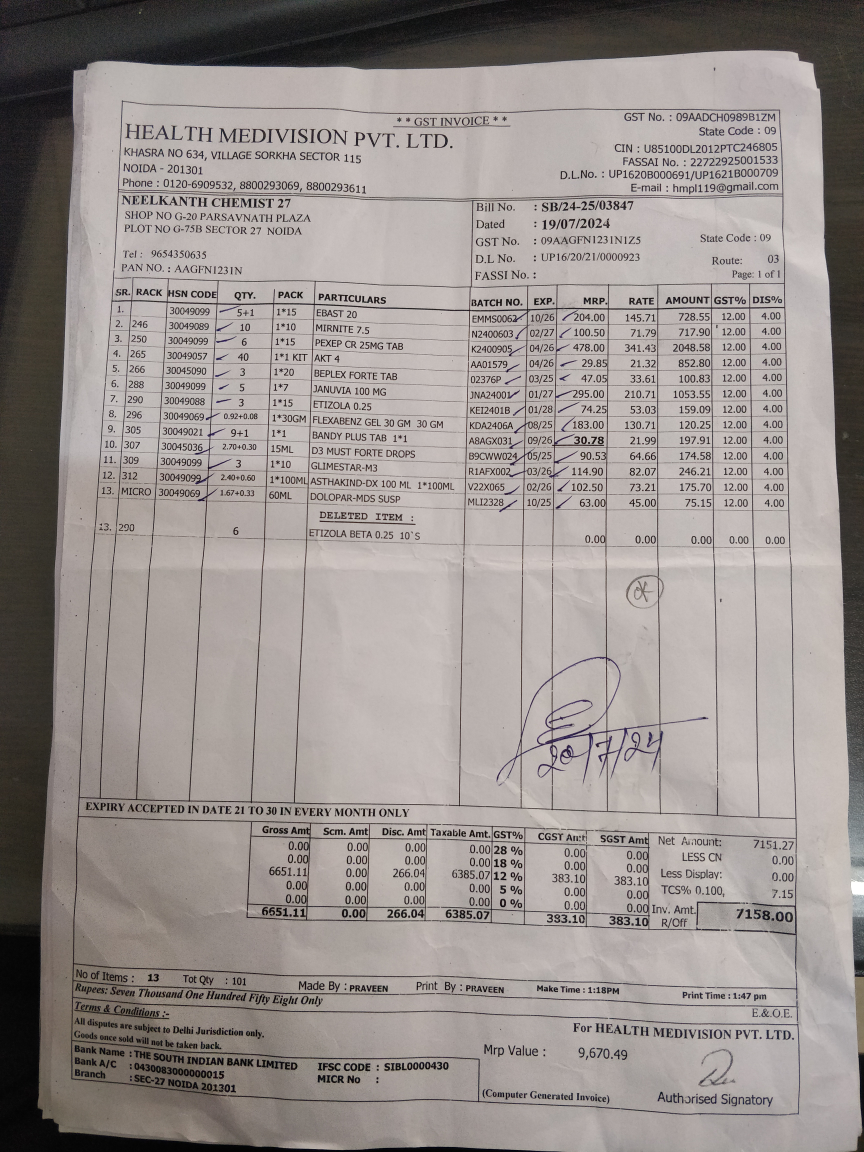 * * GST INVOICE * *
HEALTH MEDIVISION PVT. LTD.
KHASRA NO 634, VILLAGE SORKHA SECTOR 115
NOIDA - 201301
Phone : 0120-6909532, 8800293069, 8800293611
GST No. : 09AADCH0989B1ZM
State Code : 09
CIN : U85100DL2012PTC246805
FASSAI No. : 22722925001533
D.L.No. : UP1620B000691/UP1621B000709
E-mail : hmpl119@gmail.com
NEELKANTH CHEMIST 27
SHOP NO G-20 PARSAVNATH PLAZA
PLOT NO G-75B SECTOR 27 NOIDA
Tel : 9654350635
PAN NO. : AAGFN1231N
Bill No. : SB/24-25/03847
Dated : 19/07/2024
GST No. : 09AAGFN1231N1Z5 State Code : 09
D.L No. : UP16/20/21/0000923 Route: 03
FASSI No. : Page: 1 of 1
SR. RACK HSN CODE QTY. PACK PARTICULARS BATCH NO. EXP. MRP. RATE AMOUNT GST% DIS%
1. 30049099 5+1 1*15 EBAST 20 EMMS0062 10/26 204.00 145.71 728.55 12.00 4.00
2. 246 30049089 10 1*10 MIRNITE 7.5 N2400603 02/27 100.50 71.79 717.90 12.00 4.00
3. 250 30049099 6 1*15 PEXEP CR 25MG TAB K2400905 04/26 478.00 341.43 2048.58 12.00 4.00
4. 265 30049057 40 1*1 KIT AKT 4 AA01579 04/26 29.85 21.32 852.80 12.00 4.00
5. 266 30045090 3 1*20 BEPLEX FORTE TAB 02376P 03/25 47.05 33.61 100.83 12.00 4.00
6. 288 30049099 5 1*7 JANUVIA 100 MG JNA24001 01/27 295.00 210.71 1053.55 12.00 4.00
7. 290 30049088 3 1*15 ETIZOLA 0.25 KEI2401B 01/28 74.25 53.03 159.09 12.00 4.00
8. 296 30049069 0.92+0.08 1*30GM FLEXABENZ GEL 30 GM 30 GM KDA2406A 08/25 183.00 130.71 120.25 12.00 4.00
9. 305 30049021 9+1 1*1 BANDY PLUS TAB 1*1 A8AGX031 09/26 30.78 21.99 197.91 12.00 4.00
10. 307 30045036 2.70+0.30 15ML D3 MUST FORTE DROPS B9CWW024 05/25 90.53 64.66 174.58 12.00 4.00
11. 309 30049099 3 1*10 GLIMESTAR-M3 R1AFX002 03/26 114.90 82.07 246.21 12.00 4.00
12. 312 30049099 2.40+0.60 1*100ML ASTHAKIND-DX 100 ML 1*100ML V22X065 02/26 102.50 73.21 175.70 12.00 4.00
13. MICRO 30049069 1.67+0.33 60ML DOLOPAR-MDS SUSP MLI2328 10/25 63.00 45.00 75.15 12.00 4.00
DELETED ITEM :
13. 290 6 ETIZOLA BETA 0.25 10`S 0.00 0.00 0.00 0.00 0.00
20/7/24
EXPIRY ACCEPTED IN DATE 21 TO 30 IN EVERY MONTH ONLY
Gross Amt Scm. Amt Disc. Amt Taxable Amt. GST% CGST Amt SGST Amt
0.00 0.00 0.00 0.00 28 % 0.00 0.00
0.00 0.00 0.00 0.00 18 % 0.00 0.00
6651.11 0.00 266.04 6385.07 12 % 383.10 383.10
0.00 0.00 0.00 0.00 5 % 0.00 0.00
0.00 0.00 0.00 0.00 0 % 0.00 0.00
6651.11 0.00 266.04 6385.07 383.10 383.10
Net Amount: 7151.27
LESS CN 0.00
Less Display: 0.00
TCS% 0.100, 7.15
Inv. Amt. 7158.00
R/Off
No of Items : 13 Tot Qty : 101 Made By : PRAVEEN Print By : PRAVEEN Make Time : 1:18PM Print Time : 1:47 pm
Rupees: Seven Thousand One Hundred Fifty Eight Only
E.&O.E.
Terms & Conditions :-
All disputes are subject to Delhi Jurisdiction only.
Goods once sold will not be taken back.
Bank Name : THE SOUTH INDIAN BANK LIMITED IFSC CODE : SIBL0000430
Bank A/C : 0430083000000015 MICR No :
Branch : SEC-27 NOIDA 201301
For HEALTH MEDIVISION PVT. LTD.
Mrp Value : 9,670.49
(Computer Generated Invoice)
Authorised Signatory